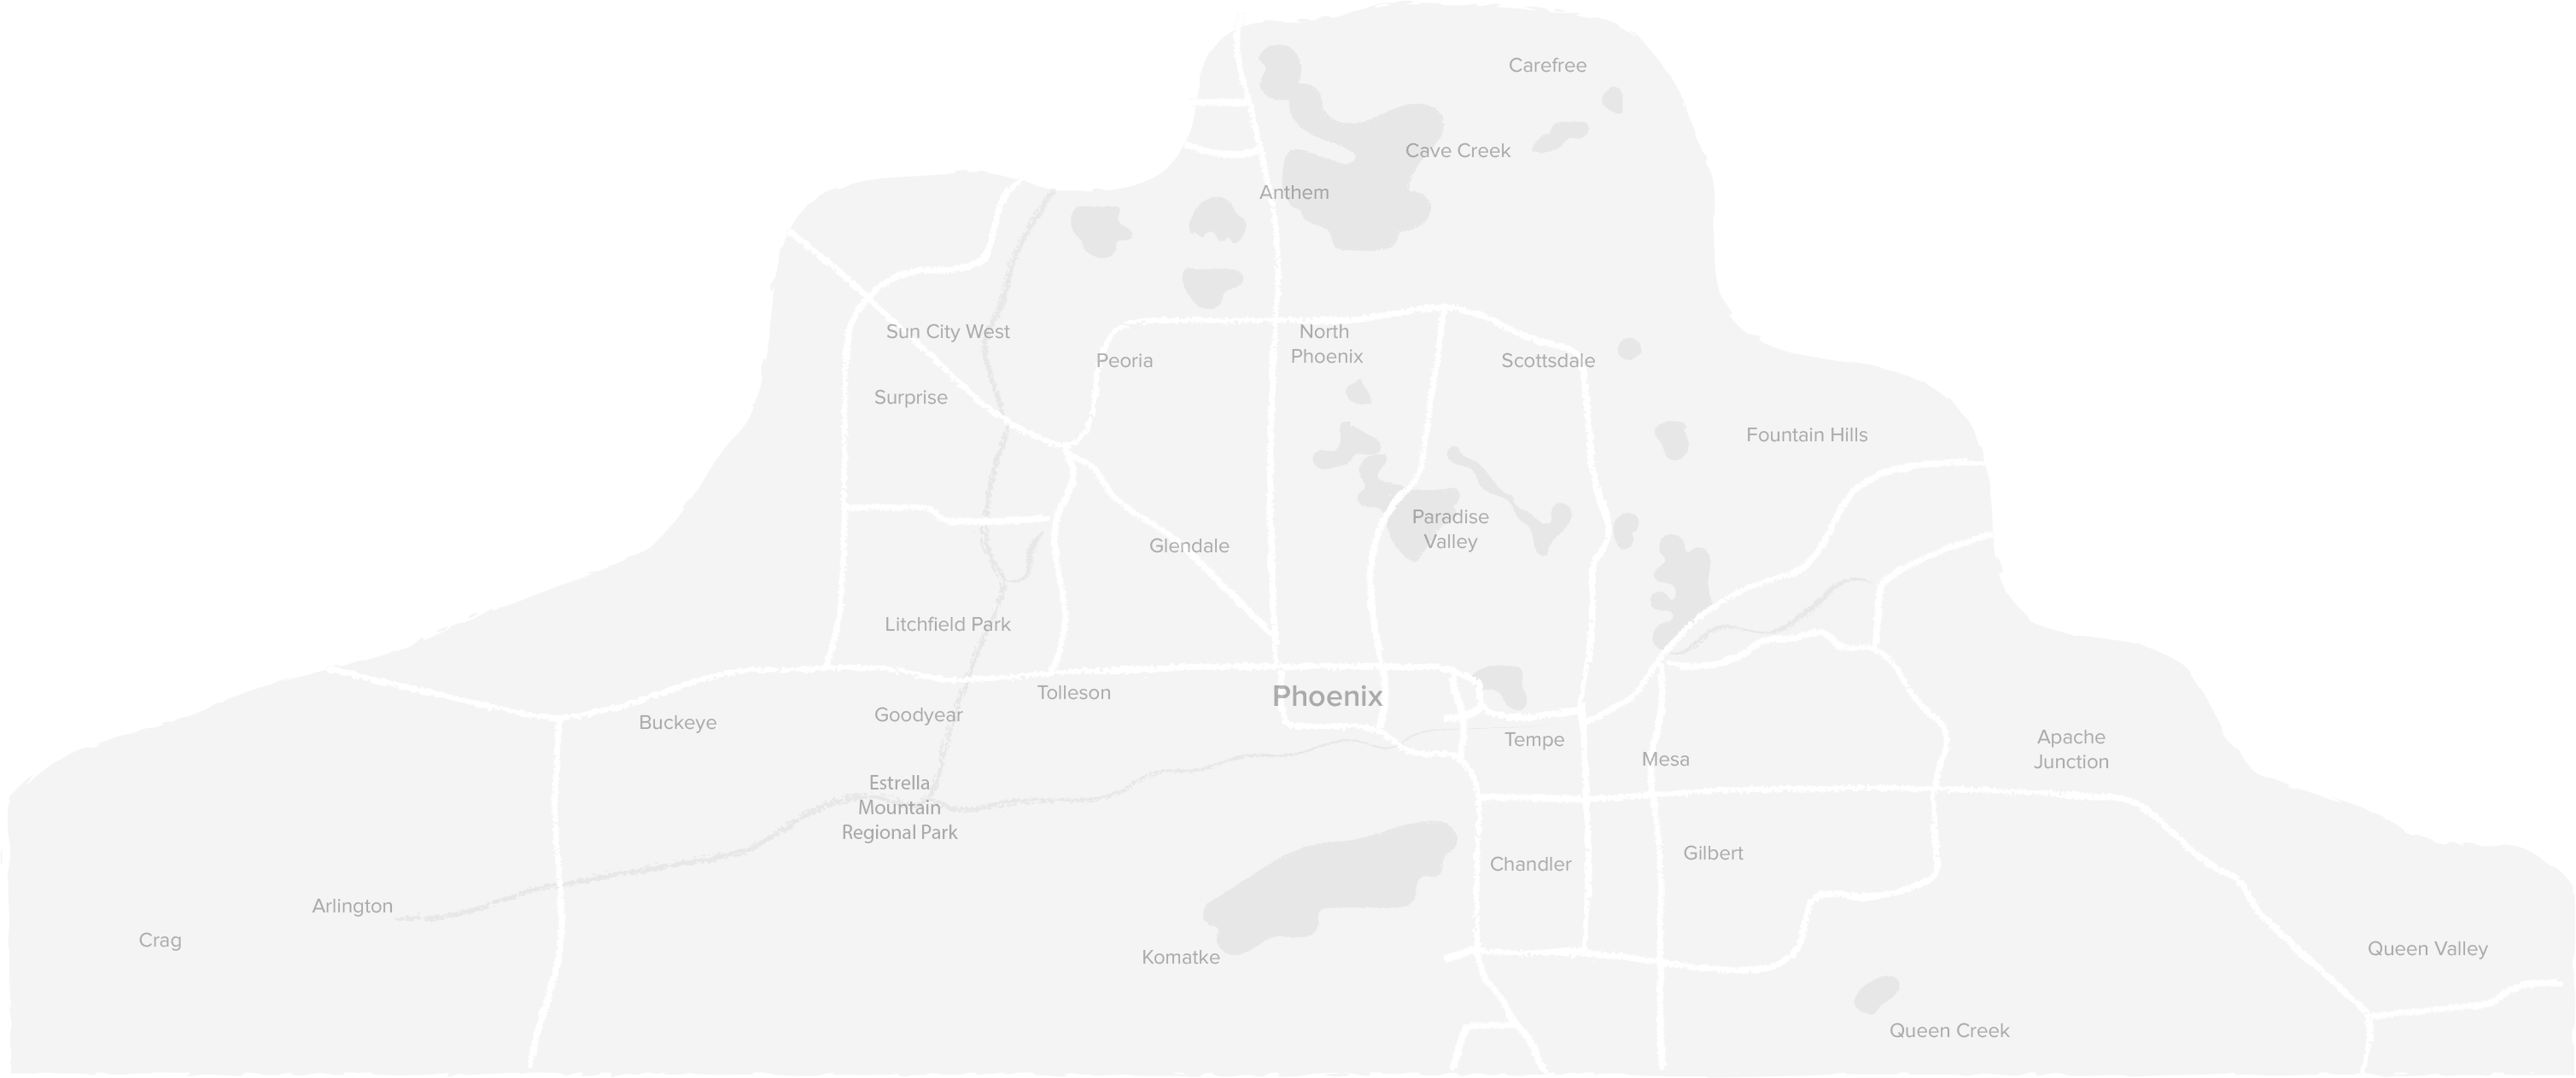 Carefree
Cave Creek
Anthem
Sun City West
North
Phoenix
Peoria
Scottsdale
Surprise
Fountain Hills
Paradise
Valley
Glendale
Litchfield Park
Tolleson
Phoenix
Goodyear
Buckeye
Tempe
Apache
Junction
Mesa
Estrella
Mountain
Regional Park
Gilbert
Chandler
Arlington
Crag
Queen Valley
Komatke
Queen Creek